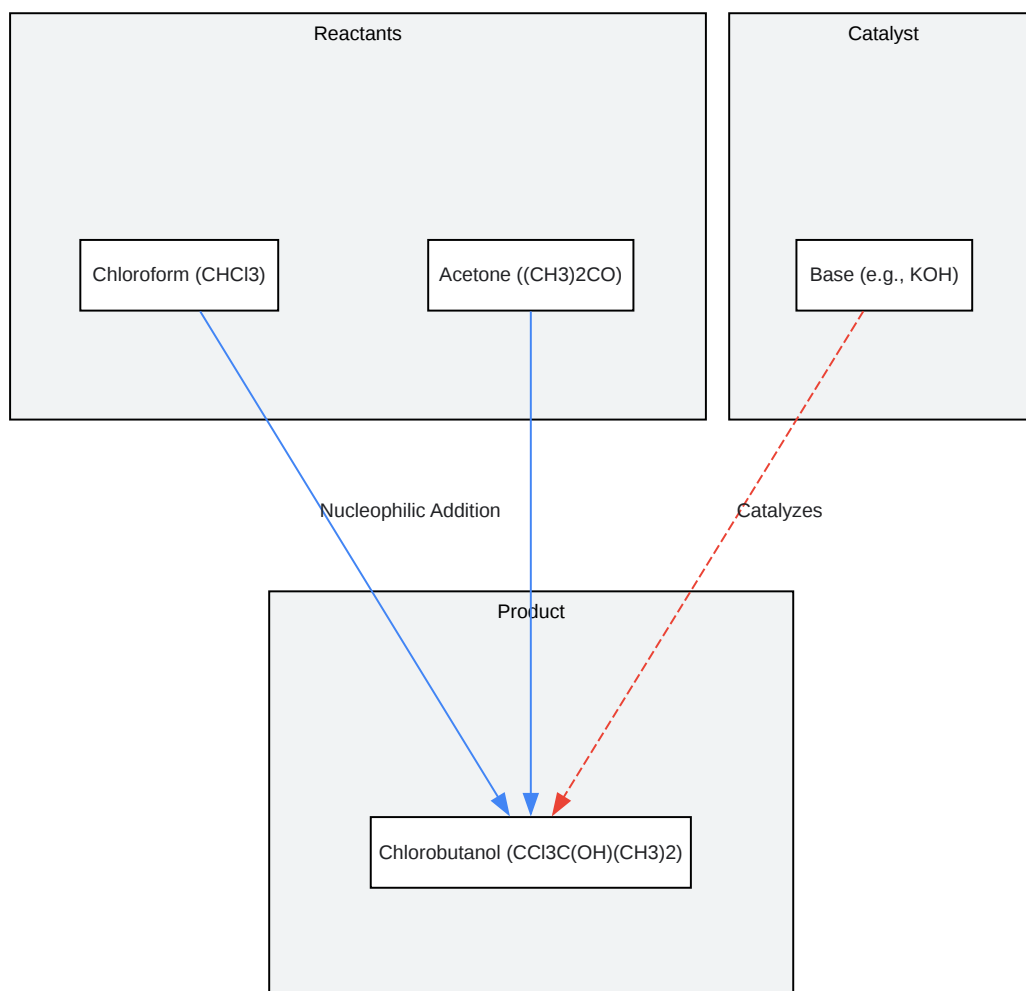 Reactants
Catalyst
Chloroform (CHCl3)
Acetone ((CH3)2CO)
Base (e.g., KOH)
Nucleophilic Addition
Catalyzes
Product
Chlorobutanol (CCl3C(OH)(CH3)2)